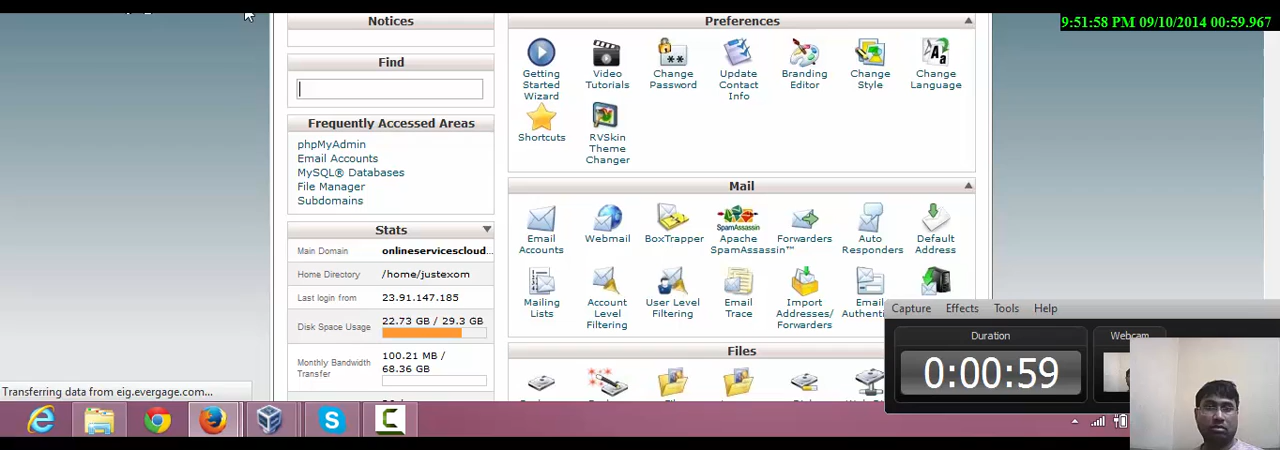 9:51:58 PM 09/10/2014 00:59.967
Notices
Find
Frequently Accessed Areas
phpMyAdmin
Email Accounts
MySQL® Databases
File Manager
Subdomains
Stats
Main Domain onlineservicescloud...
Home Directory /home/justexom
Last login from 23.91.147.185
Disk Space Usage 22.73 GB / 29.3 GB
Monthly Bandwidth Transfer 100.21 MB / 68.36 GB
Preferences
Getting Started Wizard
Video Tutorials
Change Password
Update Contact Info
Branding Editor
Change Style
Change Language
Shortcuts
RVSkin Theme Changer
Mail
Email Accounts
Webmail
BoxTrapper
Apache SpamAssassin™
Forwarders
Auto Responders
Default Address
Mailing Lists
Account Level Filtering
User Level Filtering
Email Trace
Import Addresses/ Forwarders
Email
Files
Capture Effects Tools Help
Duration
0:00:59
Webcam
Transferring data from eig.evergage.com...